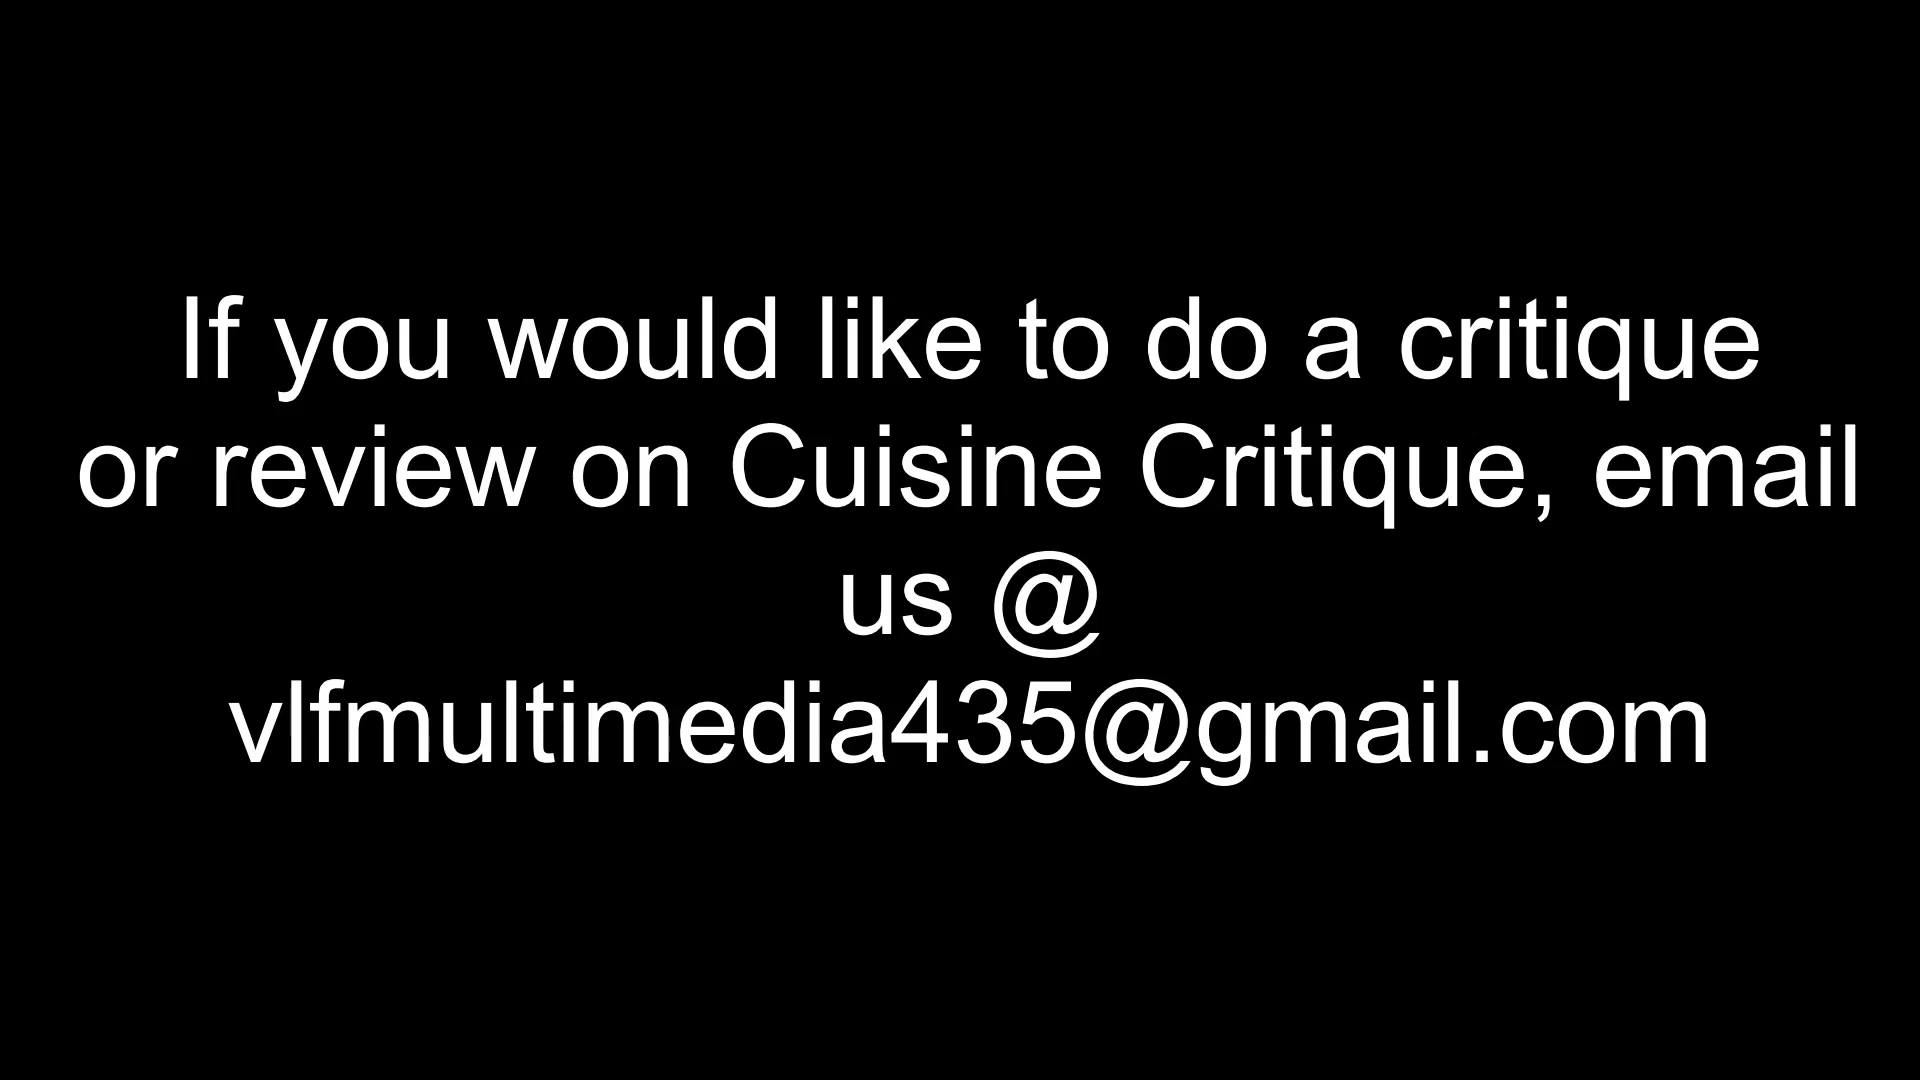 If you would like to do a critique
or review on Cuisine Critique, email
us @
vlfmultimedia435@gmail.com